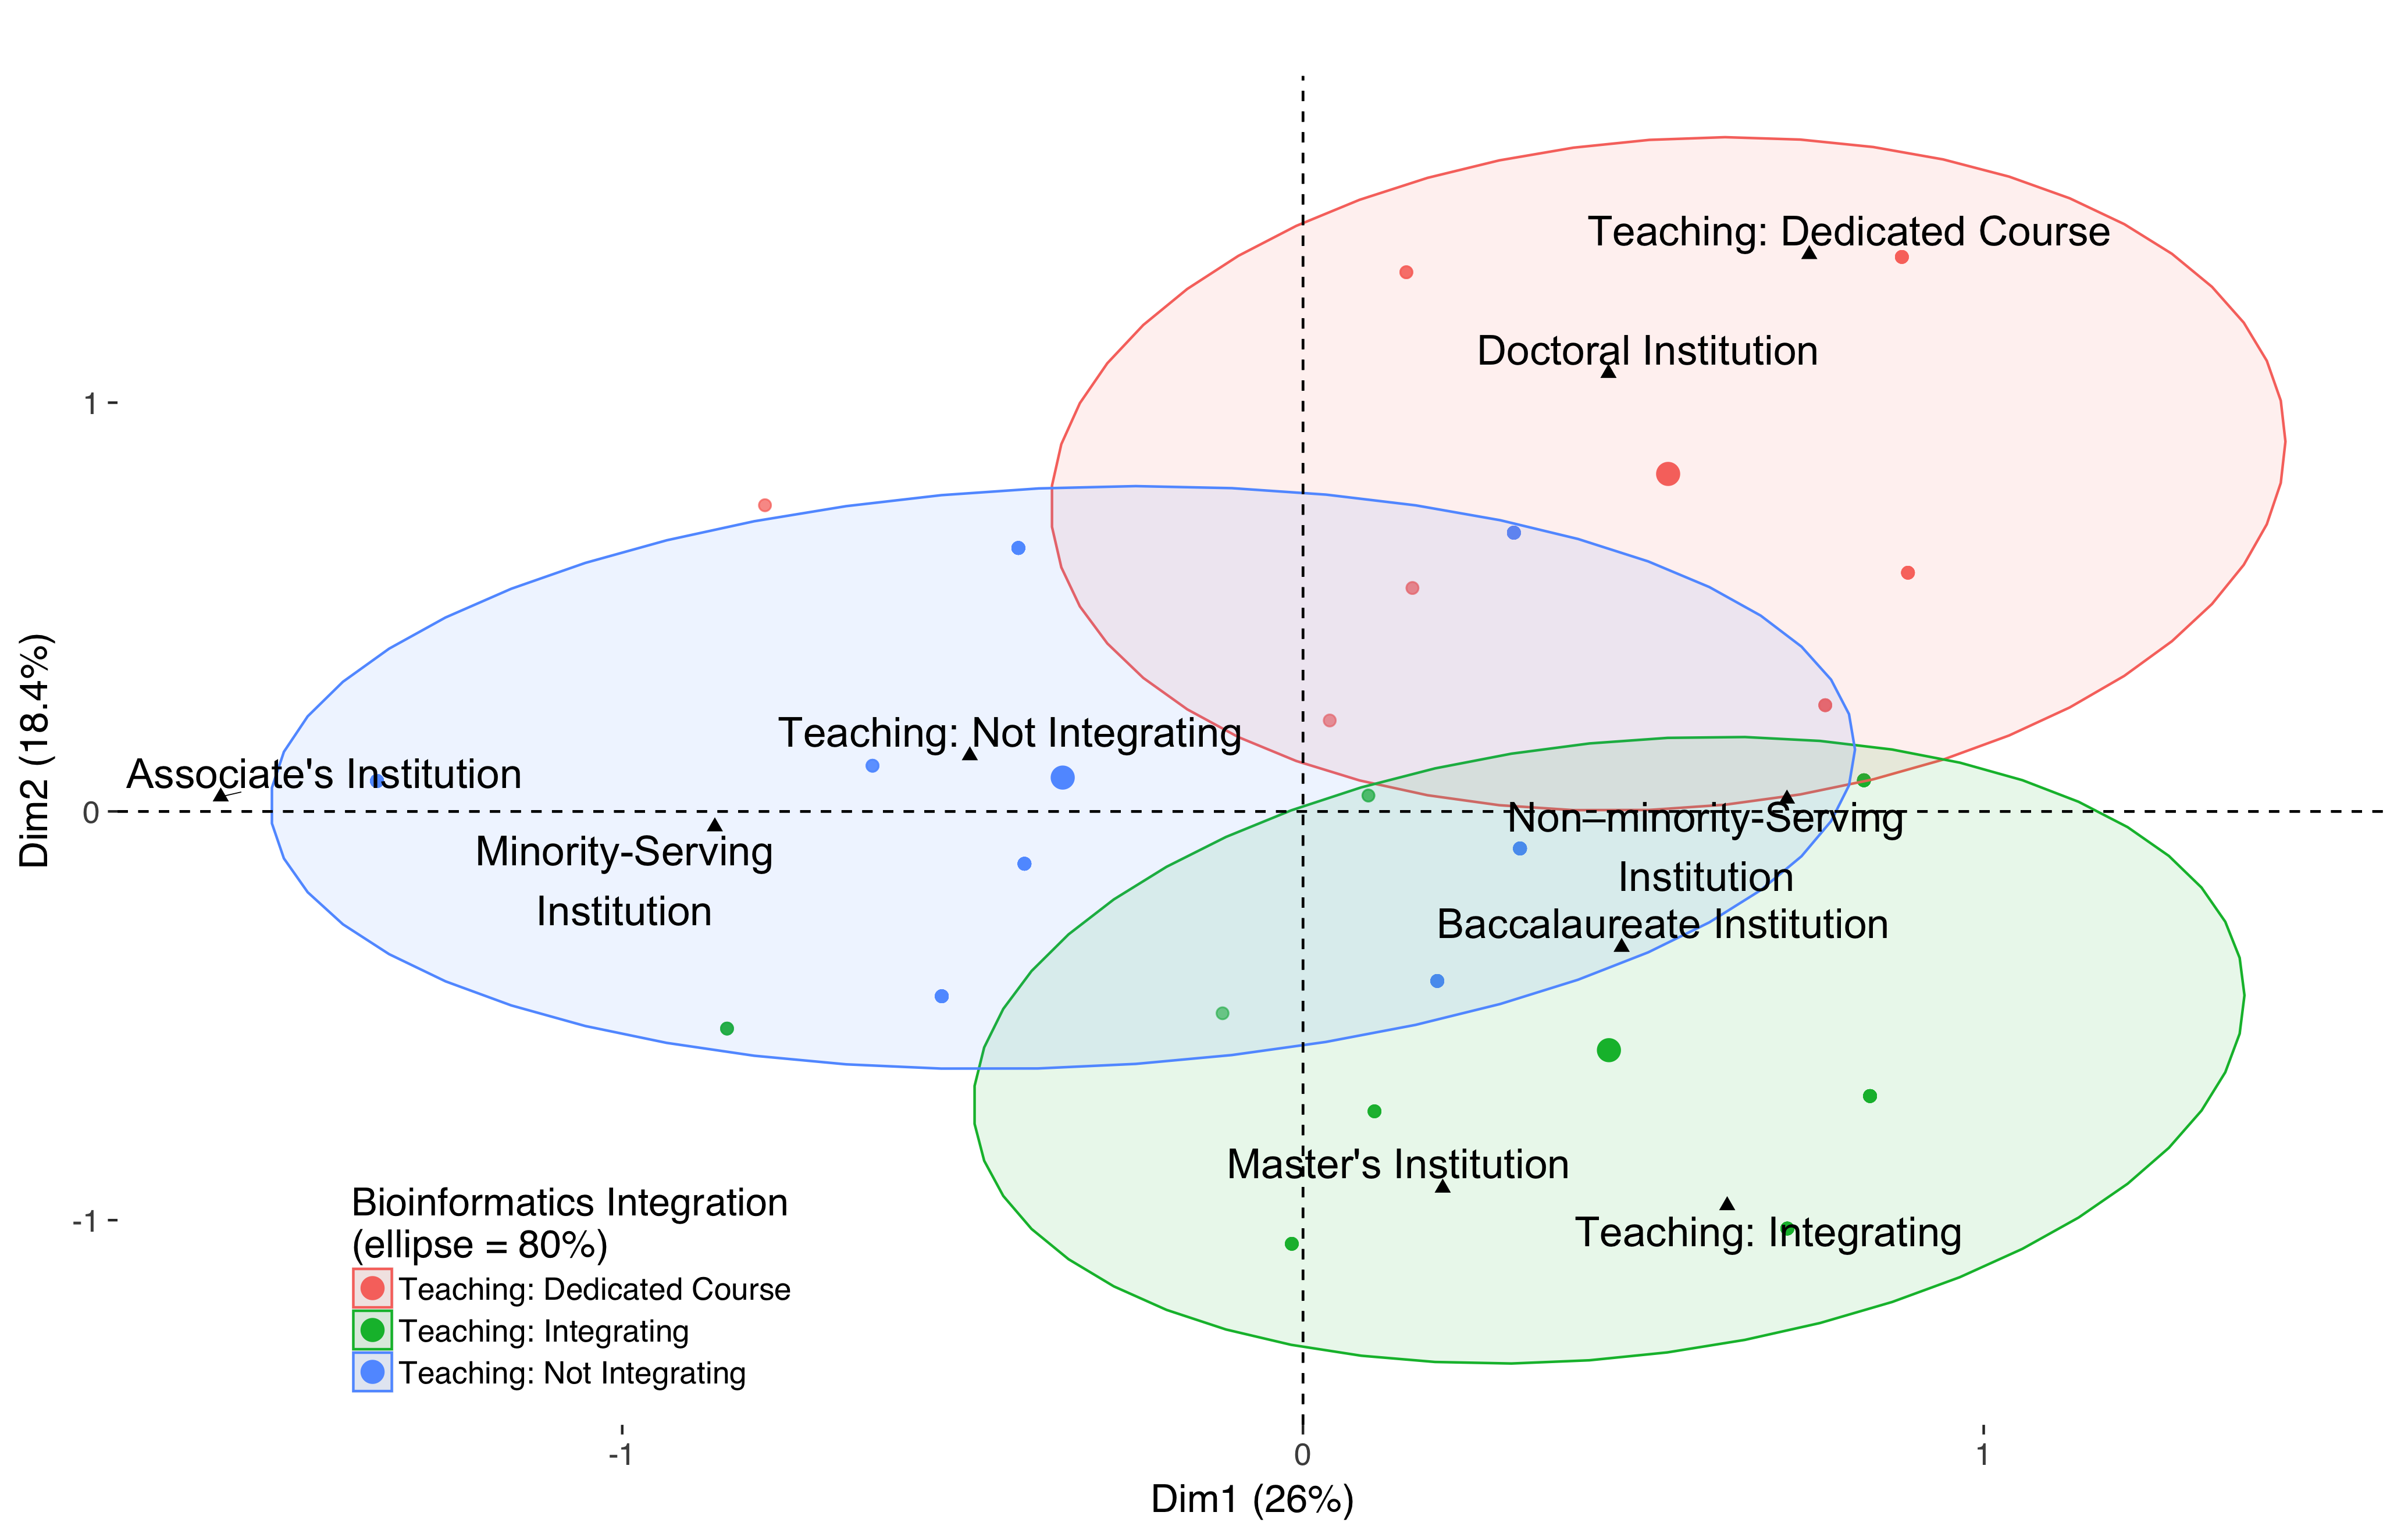 Teaching: Dedicated Course
Doctoral Institution
1
Teaching: Not Integrating
Associate's Institution
0
Non–minority-Serving
Institution
Minority-Serving
Institution
Baccalaureate Institution
Master's Institution
Teaching: Integrating
-1
Dim2 (18.4%)
Bioinformatics Integration
(ellipse = 80%)
Teaching: Dedicated Course
Teaching: Integrating
Teaching: Not Integrating
-1
0
1
Dim1 (26%)